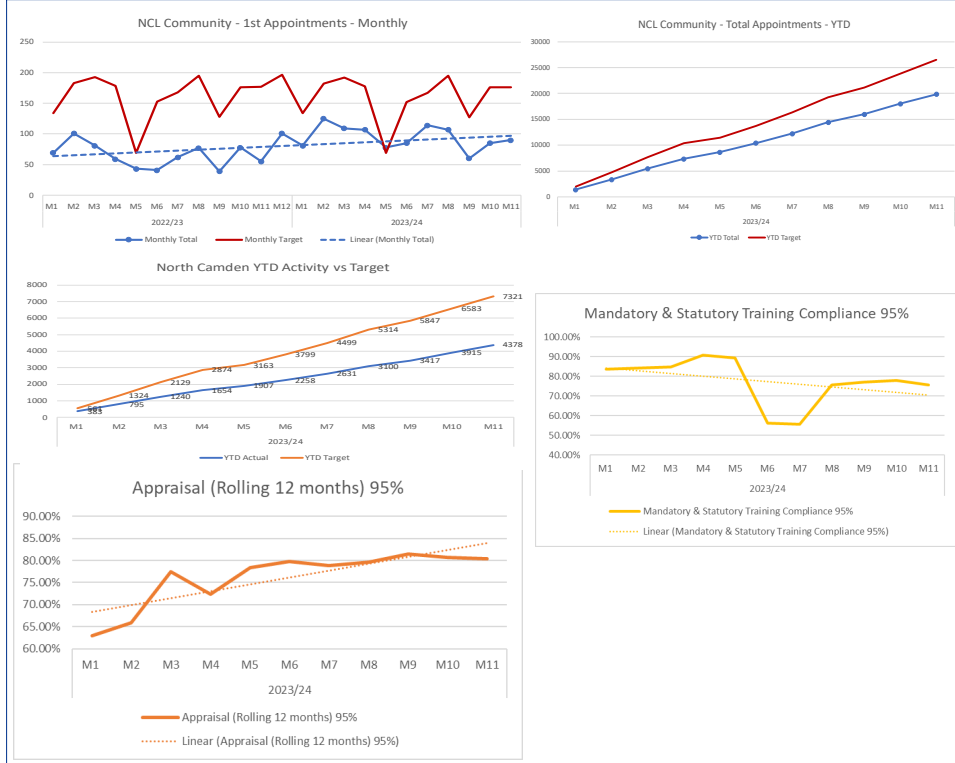 NCL Community - 1st Appointments - Monthly
250
200
150
100
50
0
M1 M2 M3 M4 M5 M6 M7 M8 M9 M10 M11 M12 M1 M2 M3 M4 M5 M6 M7 M8 M9 M10 M11
2022/23 2023/24
Monthly Total Monthly Target Linear (Monthly Total)
NCL Community - Total Appointments - YTD
30000
25000
20000
15000
10000
5000
0
M1 M2 M3 M4 M5 M6 M7 M8 M9 M10 M11
2023/24
YTD Total YTD Target
North Camden YTD Activity vs Target
8000
7000
6000
5000
4000
3000
2000
1000
0
1324 2129 2874 3163 3799 4499 5314 5847 6583 7321
383 795 1240 1654 1907 2258 2631 3100 3417 3915 4378
M1 M2 M3 M4 M5 M6 M7 M8 M9 M10 M11
2023/24
YTD Actual YTD Target
Mandatory & Statutory Training Compliance 95%
100.00%
90.00%
80.00%
70.00%
60.00%
50.00%
40.00%
M1 M2 M3 M4 M5 M6 M7 M8 M9 M10 M11
2023/24
Mandatory & Statutory Training Compliance 95%
Linear (Mandatory & Statutory Training Compliance 95%)
Appraisal (Rolling 12 months) 95%
90.00%
85.00%
80.00%
75.00%
70.00%
65.00%
60.00%
M1 M2 M3 M4 M5 M6 M7 M8 M9 M10 M11
2023/24
Appraisal (Rolling 12 months) 95%
Linear (Appraisal (Rolling 12 months) 95%)